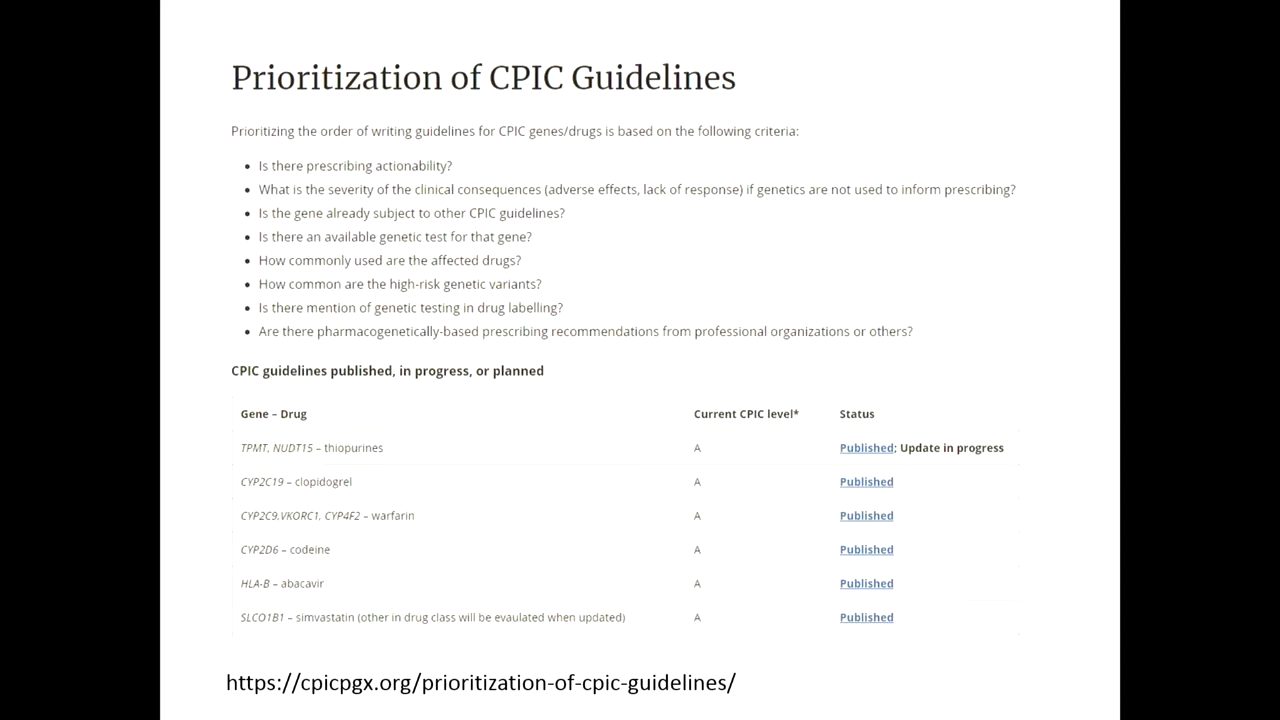 Prioritization of CPIC Guidelines
Prioritizing the order of writing guidelines for CPIC genes/drugs is based on the following criteria:
• Is there prescribing actionability?
• What is the severity of the clinical consequences (adverse effects, lack of response) if genetics are not used to inform prescribing?
• Is the gene already subject to other CPIC guidelines?
• Is there an available genetic test for that gene?
• How commonly used are the affected drugs?
• How common are the high-risk genetic variants?
• Is there mention of genetic testing in drug labelling?
• Are there pharmacogenetically-based prescribing recommendations from professional organizations or others?
CPIC guidelines published, in progress, or planned
Gene – Drug Current CPIC level* Status
TPMT, NUDT15 – thiopurines A Published; Update in progress
CYP2C19 – clopidogrel A Published
CYP2C9,VKORC1, CYP4F2 – warfarin A Published
CYP2D6 – codeine A Published
HLA-B – abacavir A Published
SLCO1B1 – simvastatin (other in drug class will be evaulated when updated) A Published
https://cpicpgx.org/prioritization-of-cpic-guidelines/